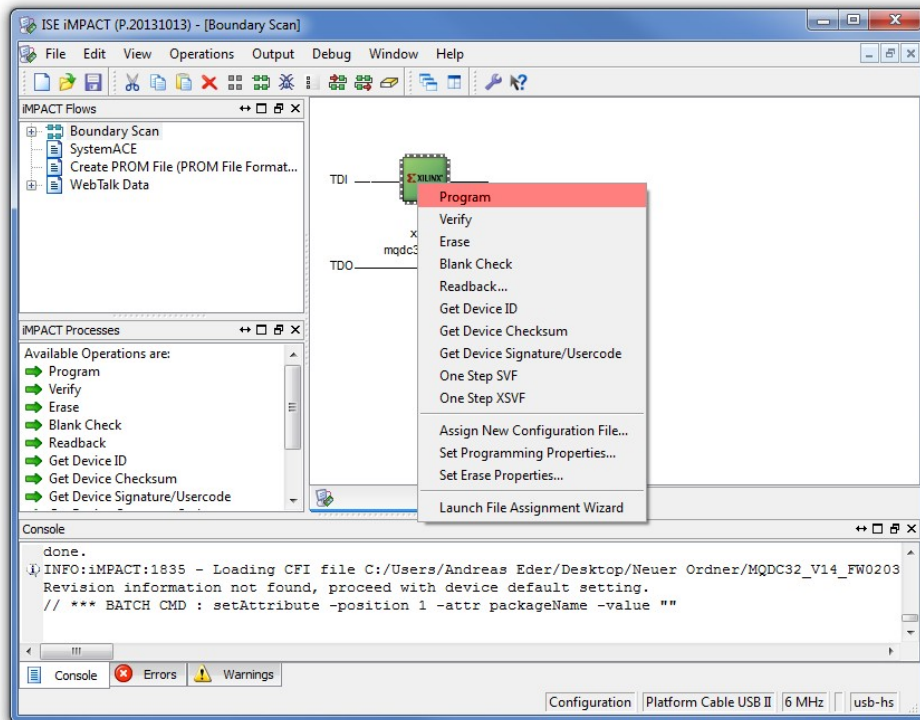 ISE iMPACT (P.20131013) - [Boundary Scan]
File Edit View Operations Output Debug Window Help
iMPACT Flows
Boundary Scan
SystemACE
Create PROM File (PROM File Format...
WebTalk Data
TDI
XILINX
mqdc3
TDO
Program
Verify
Erase
Blank Check
Readback...
Get Device ID
Get Device Checksum
Get Device Signature/Usercode
One Step SVF
One Step XSVF
Assign New Configuration File...
Set Programming Properties...
Set Erase Properties...
Launch File Assignment Wizard
iMPACT Processes
Available Operations are:
Program
Verify
Erase
Blank Check
Readback
Get Device ID
Get Device Checksum
Get Device Signature/Usercode
Console
done.
INFO:iMPACT:1835 - Loading CFI file C:/Users/Andreas Eder/Desktop/Neuer Ordner/MQDC32_V14_FW0203
Revision information not found, proceed with device default setting.
// *** BATCH CMD : setAttribute -position 1 -attr packageName -value ""
Console Errors Warnings
Configuration Platform Cable USB II 6 MHz usb-hs